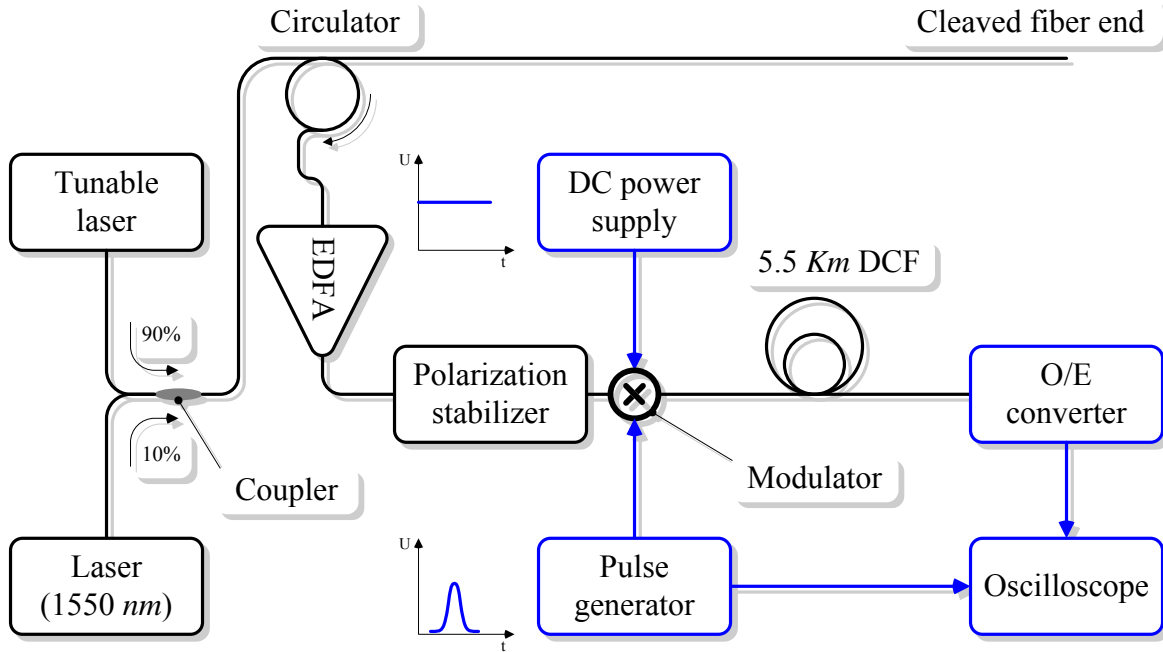 Circulator
Cleaved fiber end
Tunable
laser
U
t
DC power
supply
EDFA
5.5 Km DCF
90%
Polarization
stabilizer
O/E
converter
10%
Coupler
Modulator
Laser
(1550 nm)
U
t
Pulse
generator
Oscilloscope